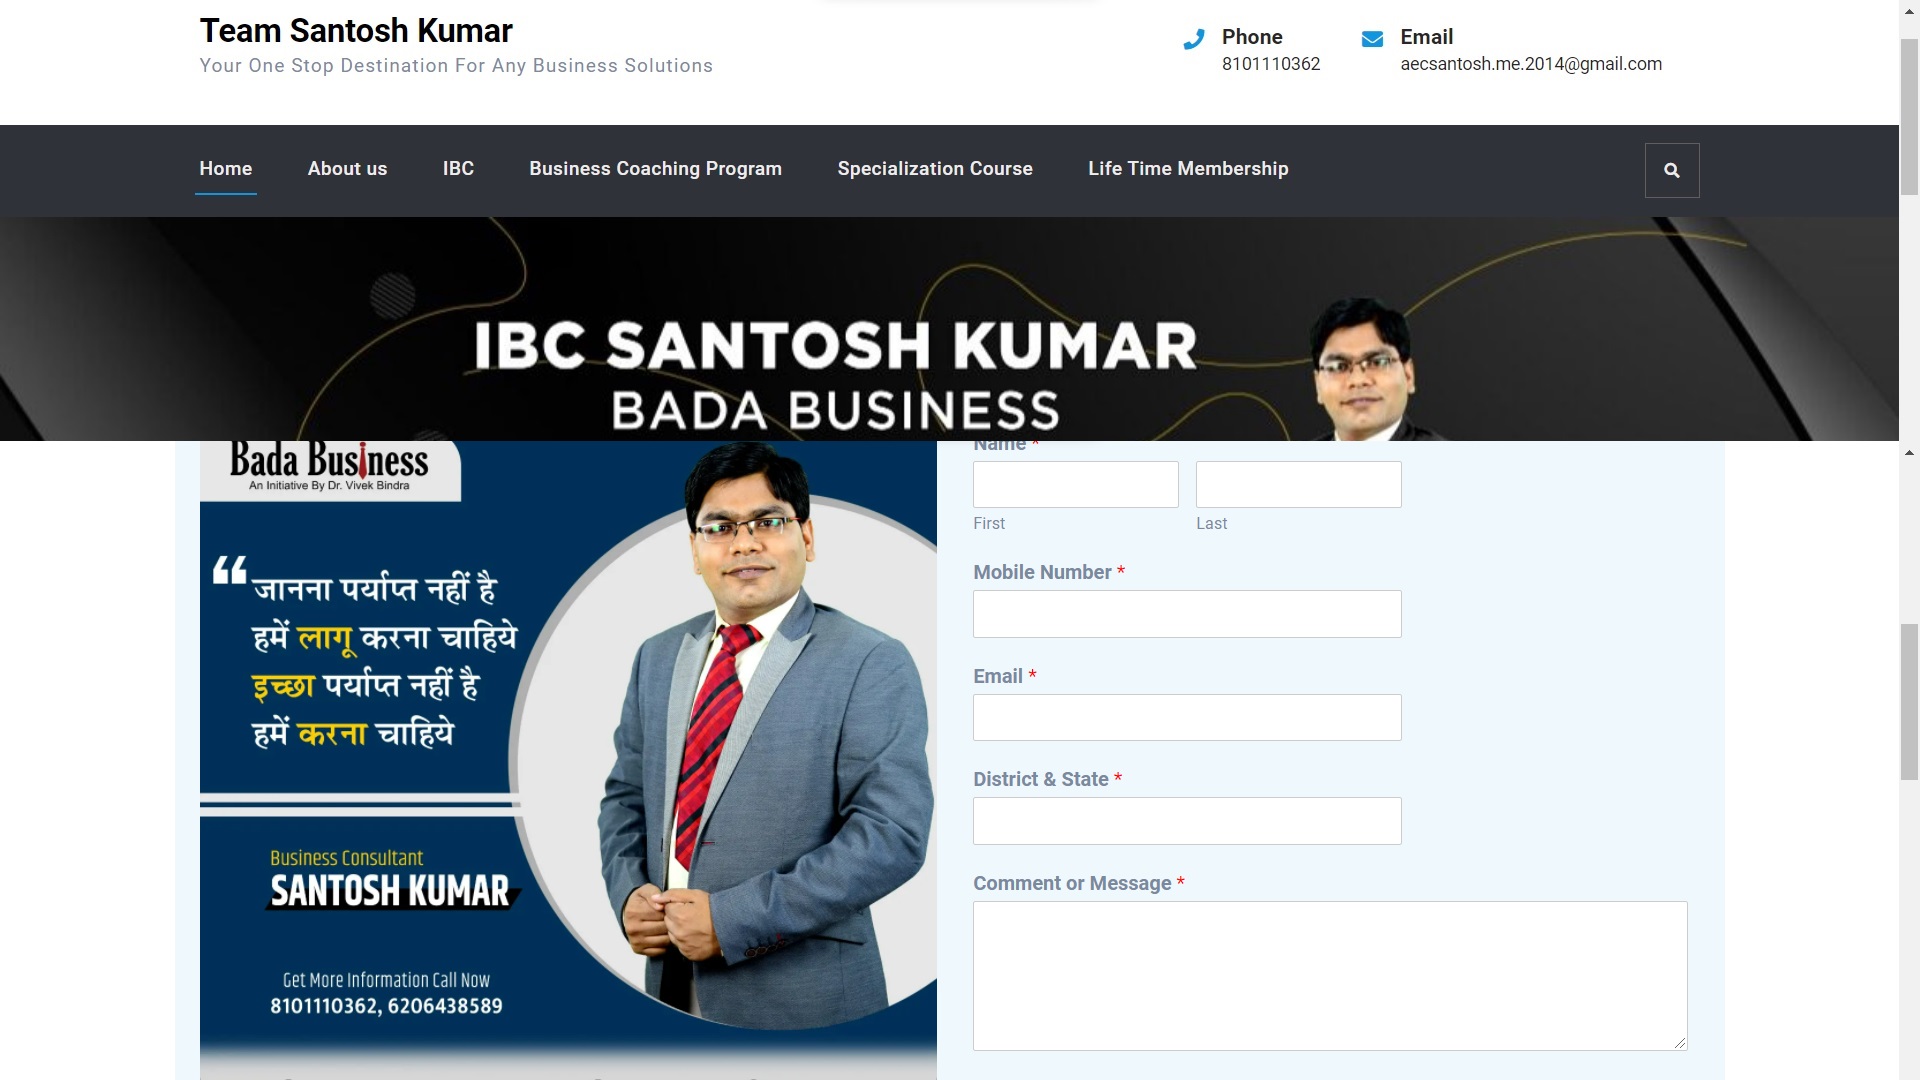 Team Santosh Kumar
Your One Stop Destination For Any Business Solutions
Phone
8101110362
Email
aecsantosh.me.2014@gmail.com
Home
About us
IBC
Business Coaching Program
Specialization Course
Life Time Membership
IBC SANTOSH KUMAR
BADA BUSINESS
Bada Business
An Initiative By Dr. Vivek Bindra
“ जानना पर्याप्त नहीं है
हमें लागू करना चाहिये
इच्छा पर्याप्त नहीं है
हमें करना चाहिये
Business Consultant
SANTOSH KUMAR
Get More Information Call Now
8101110362, 6206438589
Name *
First
Last
Mobile Number *
Email *
District & State *
Comment or Message *